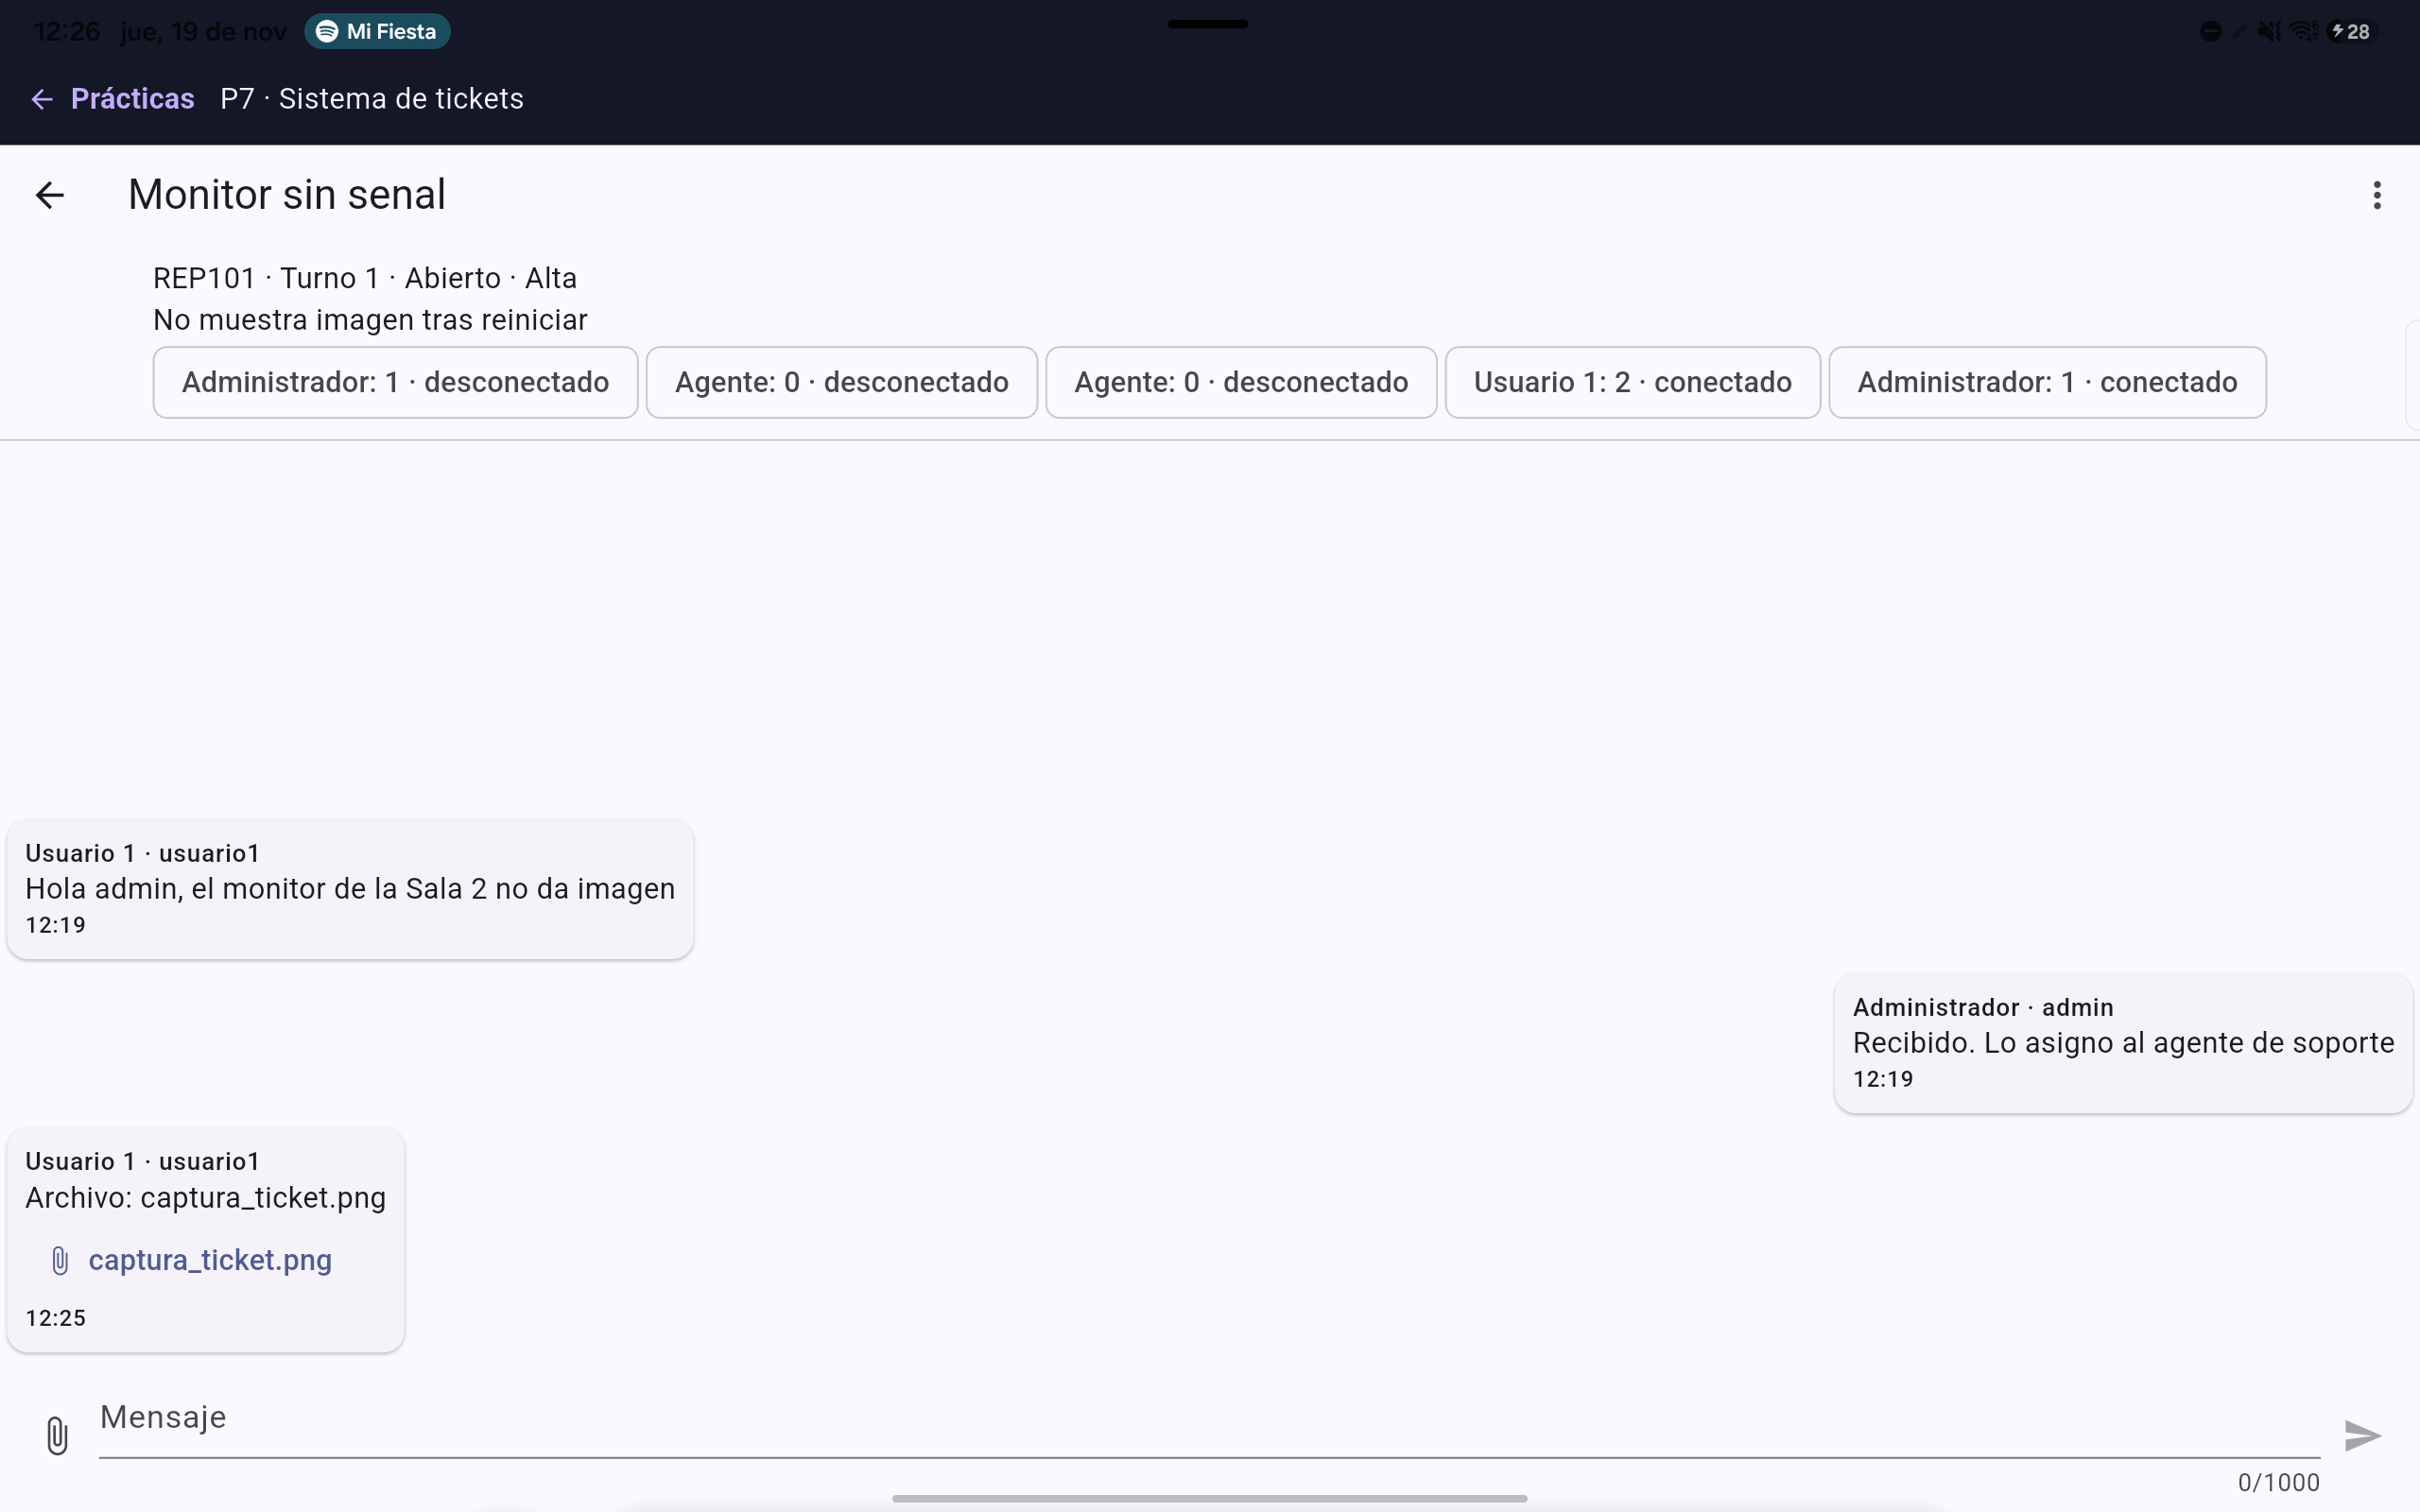 12:26 jue, 19 de nov Mi Fiesta 28
← Prácticas P7 · Sistema de tickets
Monitor sin senal
REP101 · Turno 1 · Abierto · Alta
No muestra imagen tras reiniciar
Administrador: 1 · desconectado Agente: 0 · desconectado Agente: 0 · desconectado Usuario 1: 2 · conectado Administrador: 1 · conectado
Usuario 1 · usuario1
Hola admin, el monitor de la Sala 2 no da imagen
12:19
Administrador · admin
Recibido. Lo asigno al agente de soporte
12:19
Usuario 1 · usuario1
Archivo: captura_ticket.png
captura_ticket.png
12:25
Mensaje
0/1000